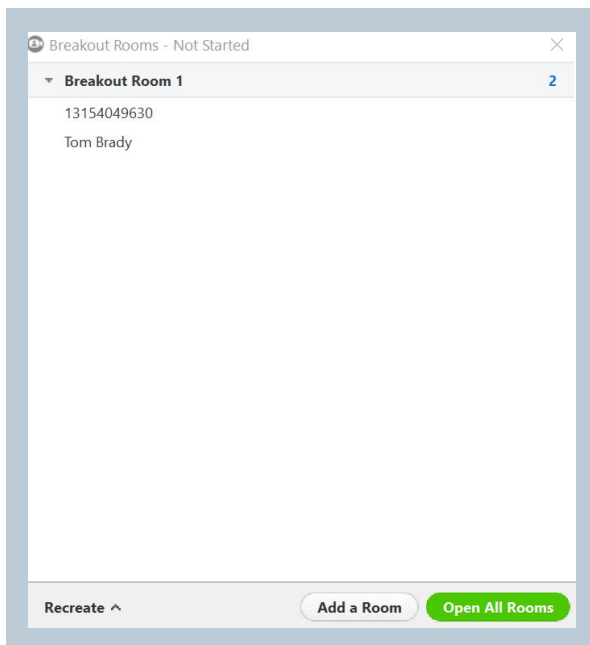 Breakout Rooms - Not Started
Breakout Room 1 2
13154049630
Tom Brady
Recreate Add a Room Open All Rooms